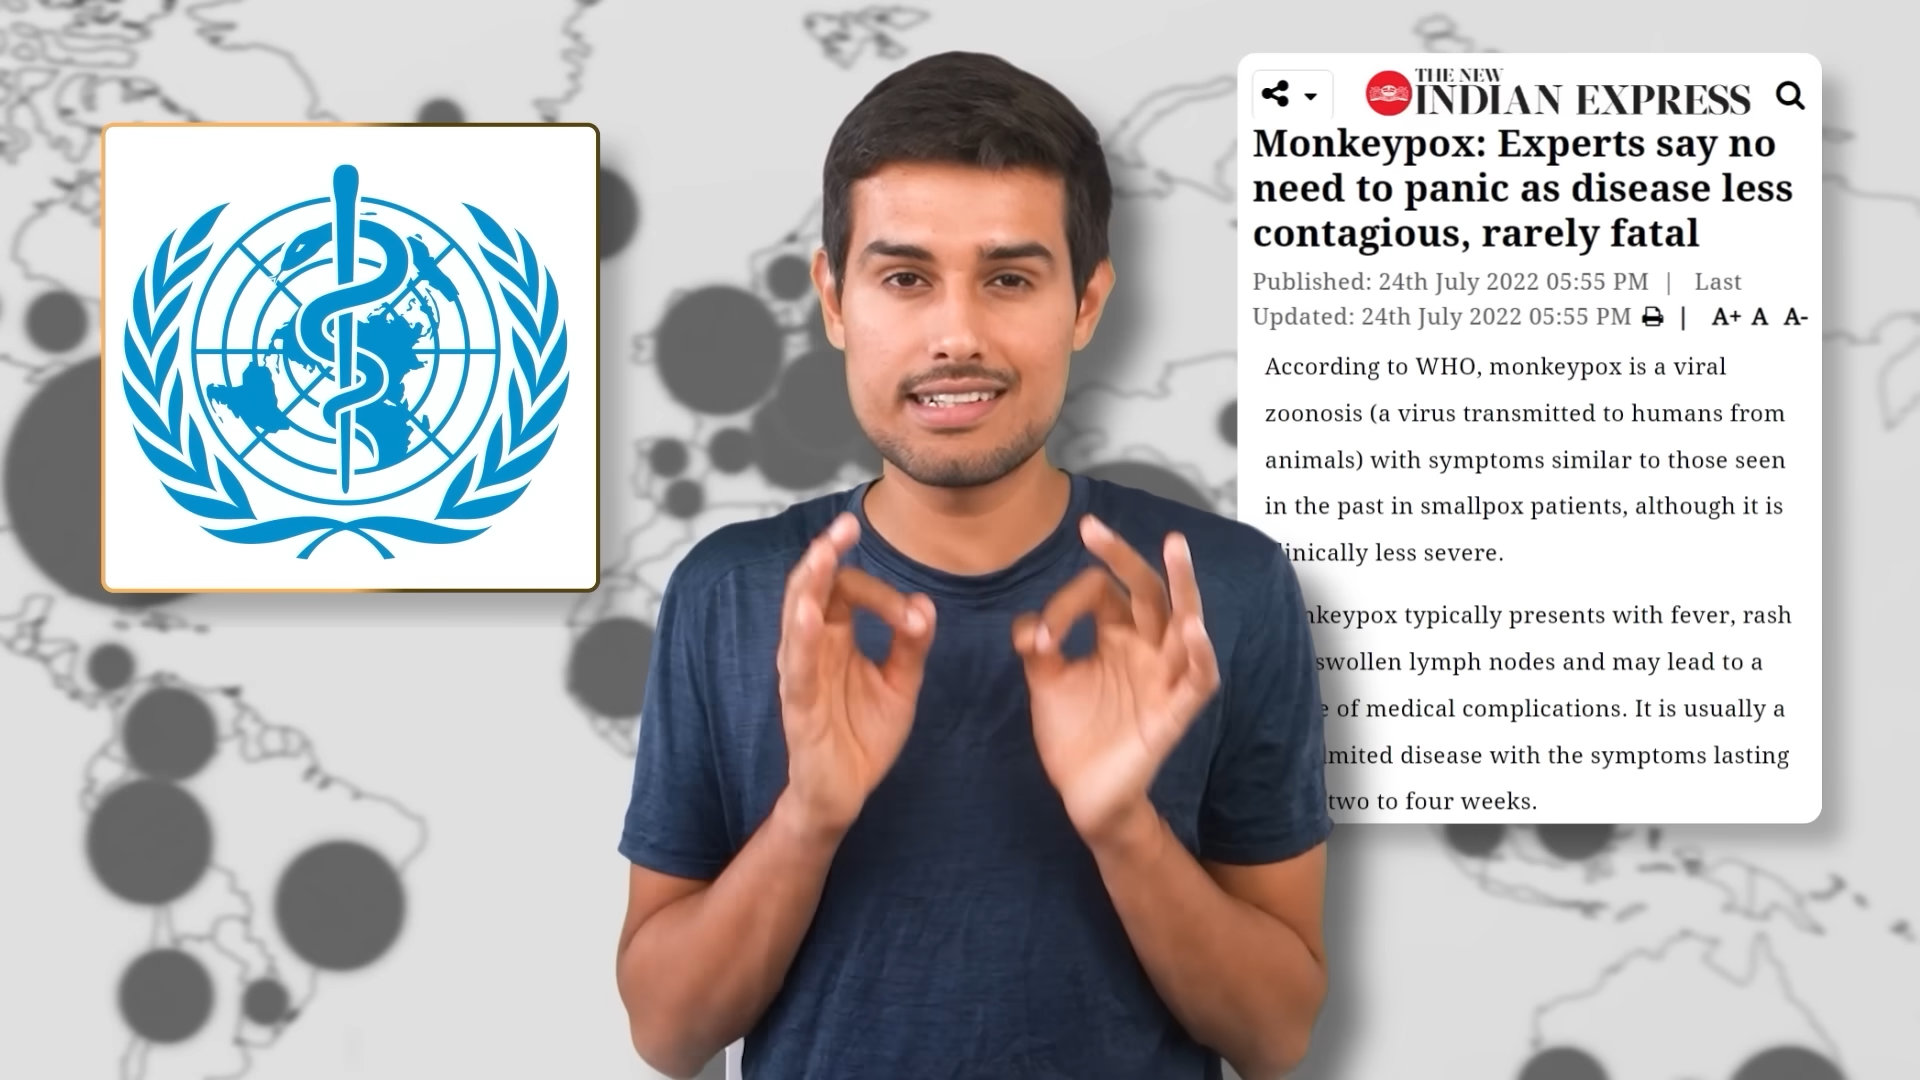 THE NEW
INDIAN EXPRESS
Monkeypox: Experts say no
need to panic as disease less
contagious, rarely fatal
Published: 24th July 2022 05:55 PM | Last
Updated: 24th July 2022 05:55 PM | A+ A A-
According to WHO, monkeypox is a viral
zoonosis (a virus transmitted to humans from
animals) with symptoms similar to those seen
in the past in smallpox patients, although it is
less severe.
typically presents with fever, rash
swollen lymph nodes and may lead to a
of medical complications. It is usually a
disease with the symptoms lasting
two to four weeks.